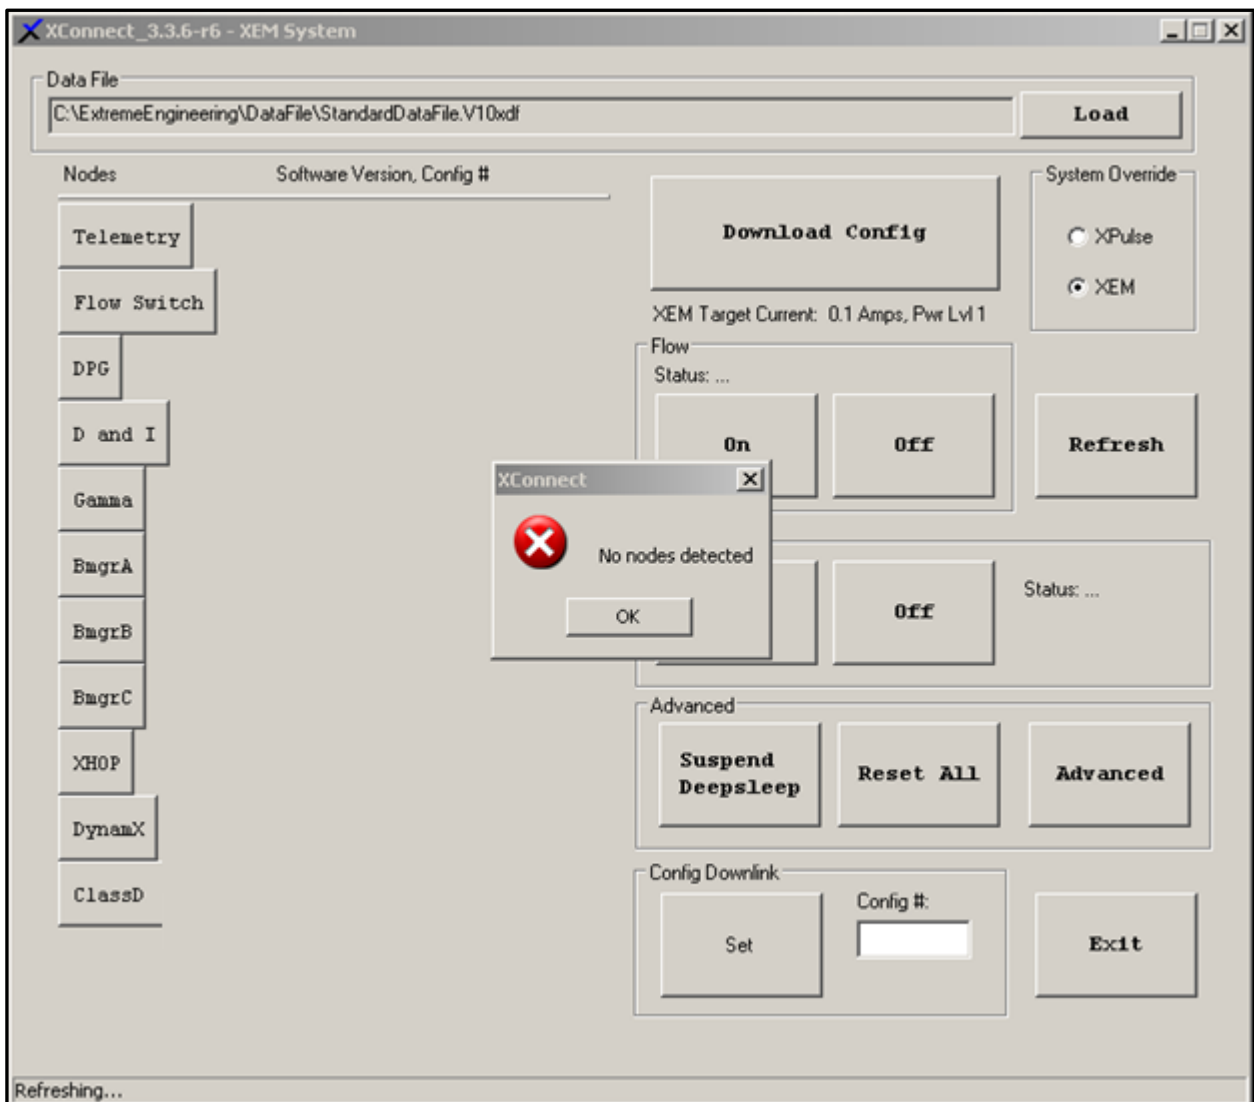 XConnect_3.3.6-r6 - XEM System
Data File
C:\ExtremeEngineering\DataFile\StandardDataFile.V10xdf
Load
Nodes Software Version, Config #
Telemetry
Flow Switch
DPG
D and I
Gamma
BmgrA
BmgrB
BmgrC
XHOP
DynamX
ClassD
Download Config
XEM Target Current: 0.1 Amps, Pwr Lvl 1
System Override
XPulse
XEM
Flow
Status: ...
On Off
Refresh
XConnect
No nodes detected
OK
Off
Status: ...
Advanced
Suspend
Deepsleep
Reset All
Advanced
Config Downlink
Set
Config #:
Exit
Refreshing...